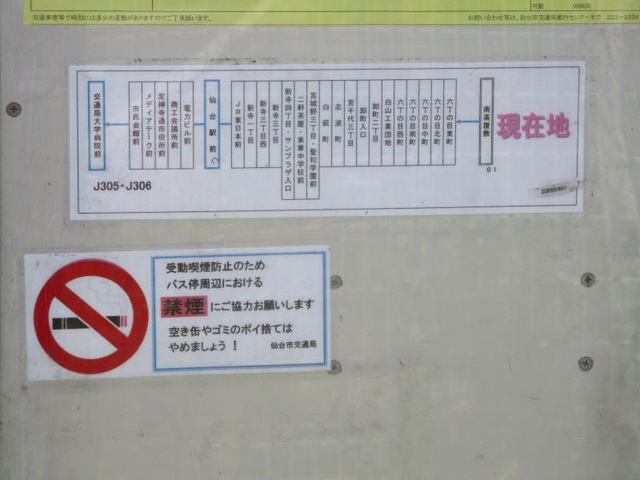 交通事情等で時刻には多少の変動がありますのでご了承願います。
お問い合わせ等は、仙台市交通局案内センターまで 222-2256
現在地
南高屋敷
01
六丁の目東町
六丁の目南町
六丁の目中町
六丁の目北町
六丁の目西町
白山工業団地
卸町二丁目
卸町入口
宮千代三丁目
志波町
白萩町
宮城野三丁目・聖和学園前
二軒茶屋・東華中学校前
新寺四丁目・サンプラザ入口
新寺三丁目
新寺三丁目西
新寺一丁目
JR東日本前
仙台駅前
電力ビル前
商工会議所前
定禅寺通市役所前
メディアテーク前
市民会館前
交通局大学病院前
J305・J306
20090401
受動喫煙防止のため
バス停周辺における
禁煙にご協力お願いします
空き缶やゴミのポイ捨ては
やめましょう！ 仙台市交通局